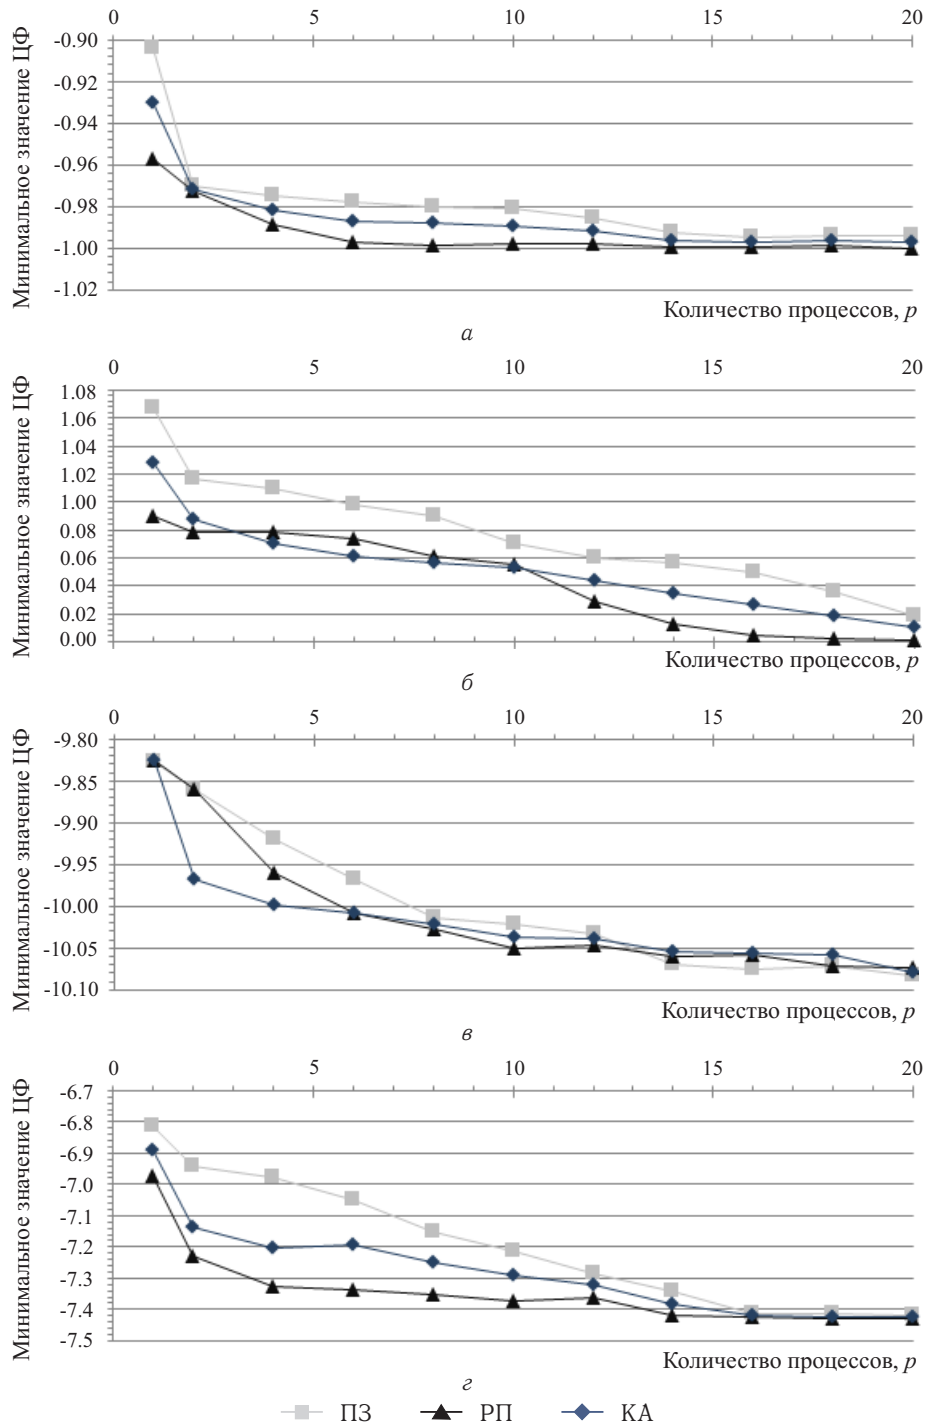 0 5 10 15 20
Минимальное значение ЦФ
-0.90
-0.92
-0.94
-0.96
-0.98
-1.00
-1.02
Количество процессов, p
а
0 5 10 15 20
Минимальное значение ЦФ
1.08
1.06
1.04
1.02
1.00
0.08
0.06
0.04
0.02
0.00
Количество процессов, p
б
0 5 10 15 20
Минимальное значение ЦФ
-9.80
-9.85
-9.90
-9.95
-10.00
-10.05
-10.10
Количество процессов, p
в
0 5 10 15 20
Минимальное значение ЦФ
-6.7
-6.8
-6.9
-7.0
-7.1
-7.2
-7.3
-7.4
-7.5
Количество процессов, p
г
ПЗ РП КА